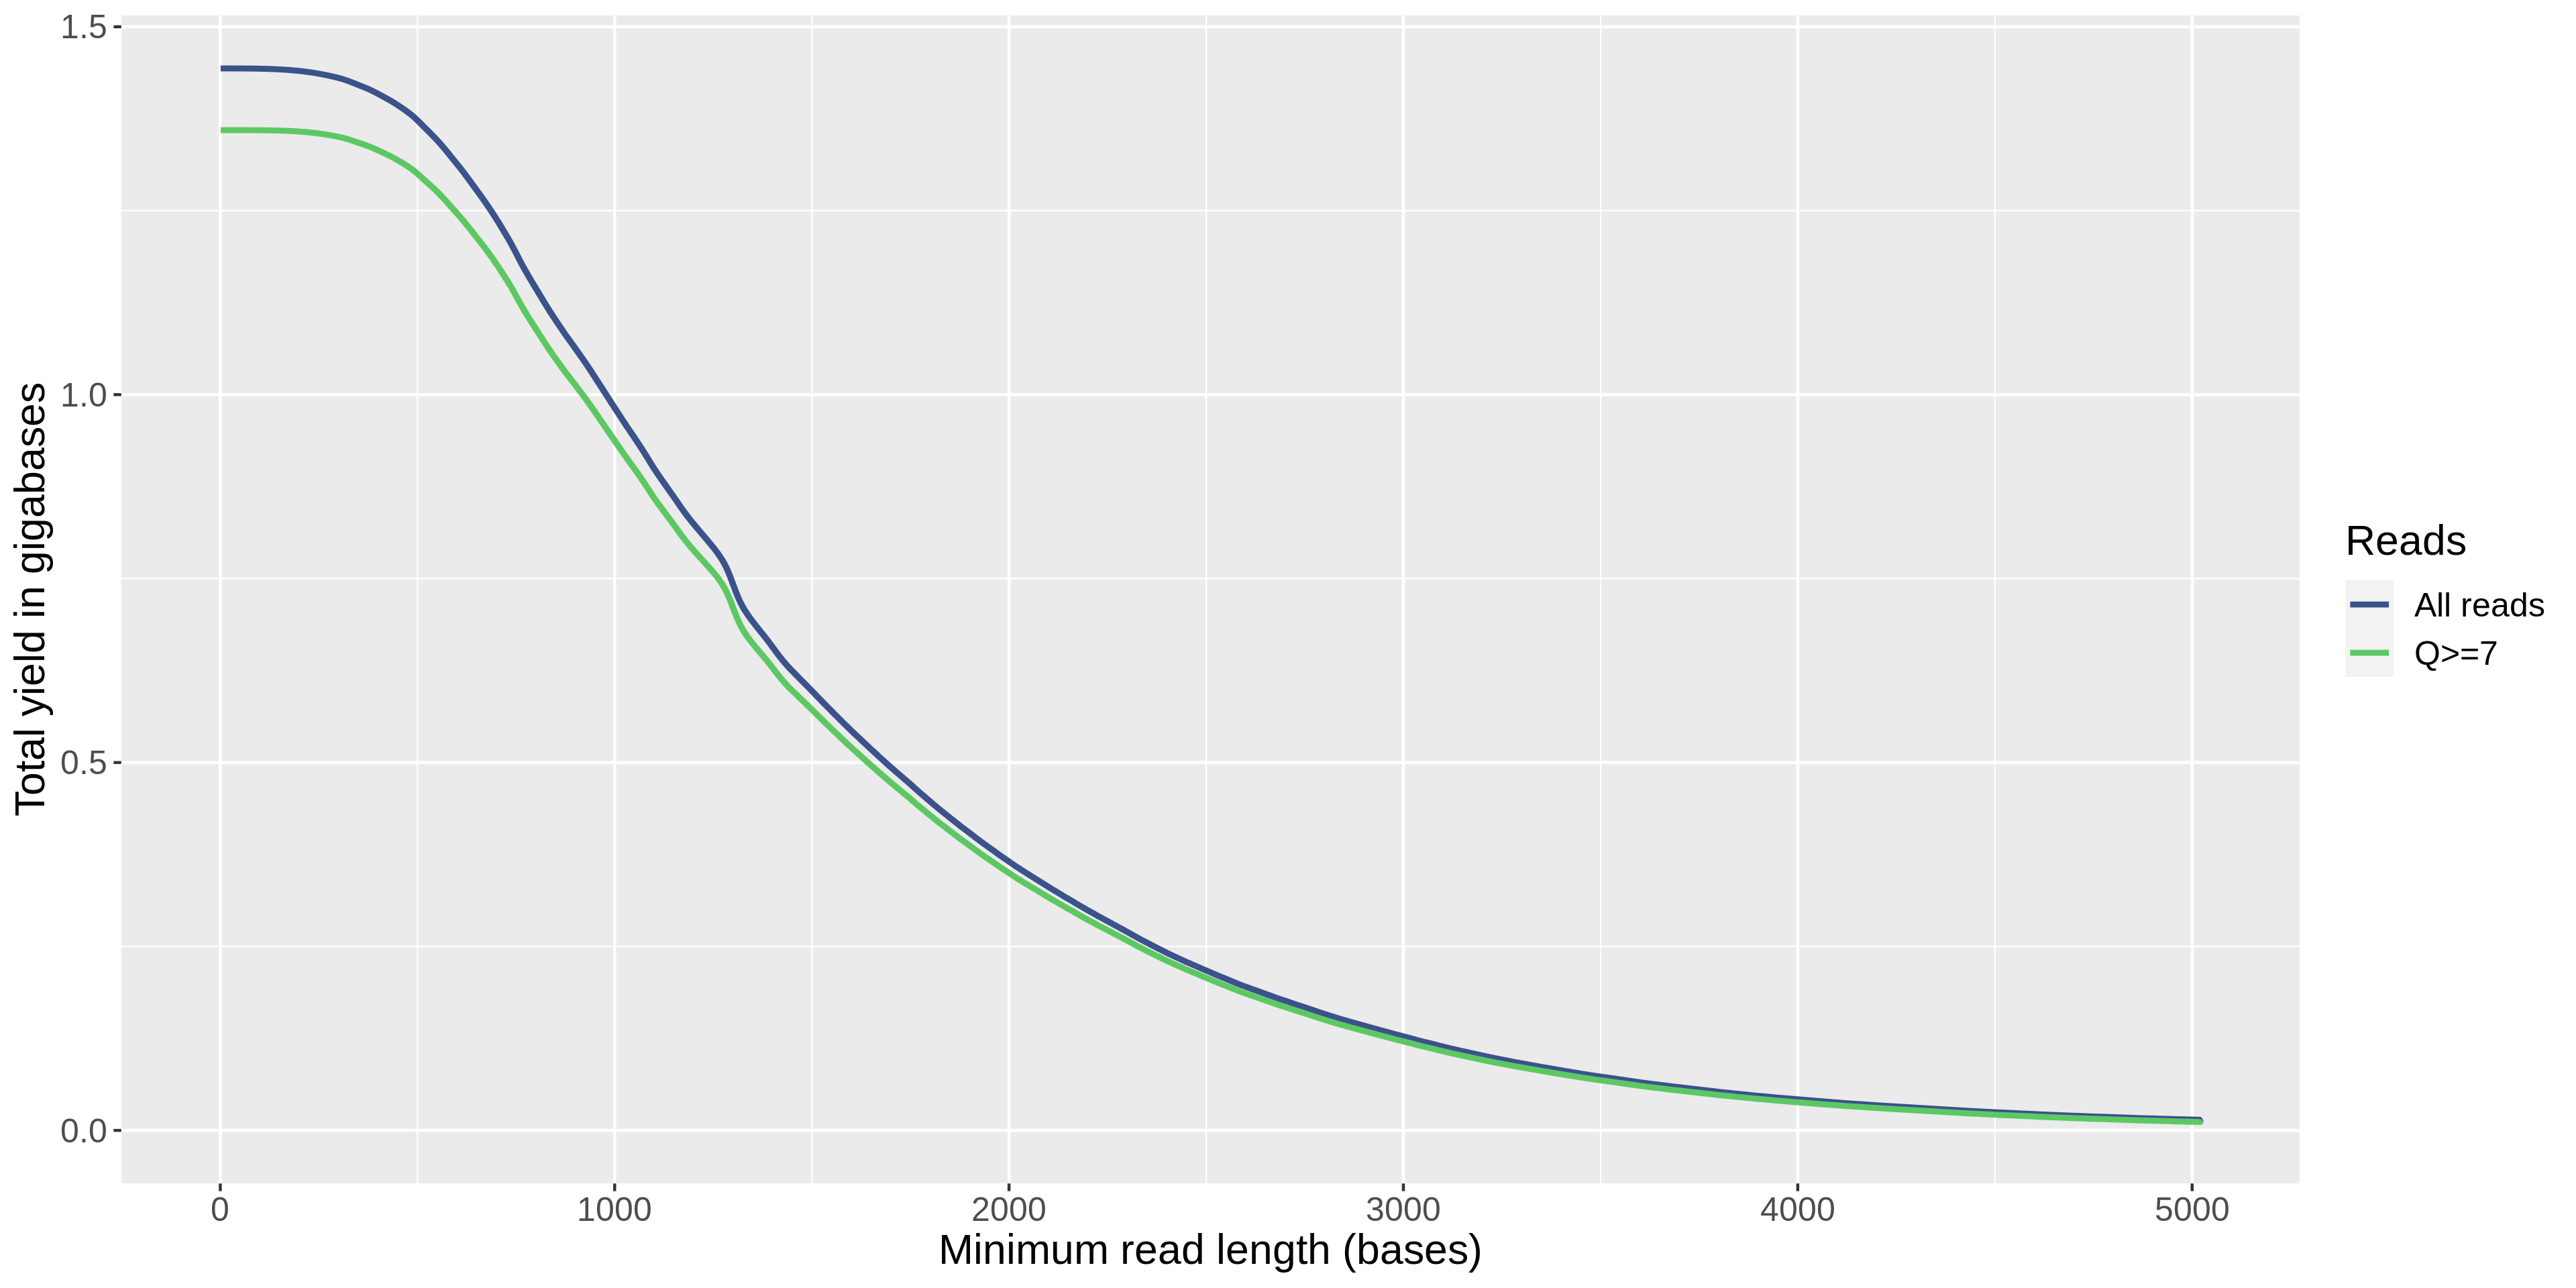 1.5
1.0
0.5
0.0
Total yield in gigabases
0 1000 2000 3000 4000 5000
Minimum read length (bases)
Reads
All reads
Q>=7